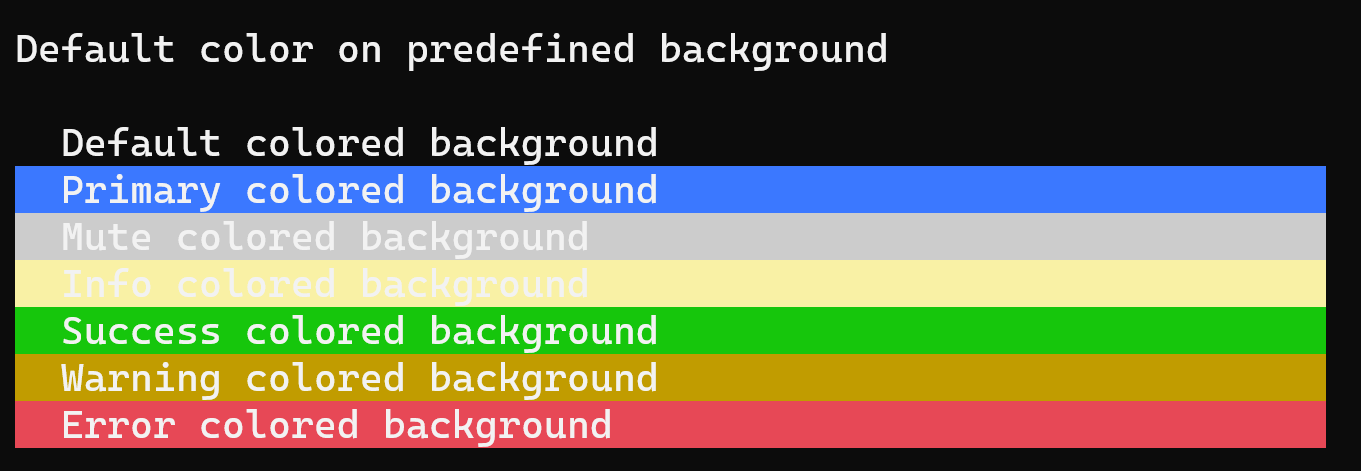 Default color on predefined background
Default colored background
Primary colored background
Mute colored background
Info colored background
Success colored background
Warning colored background
Error colored background